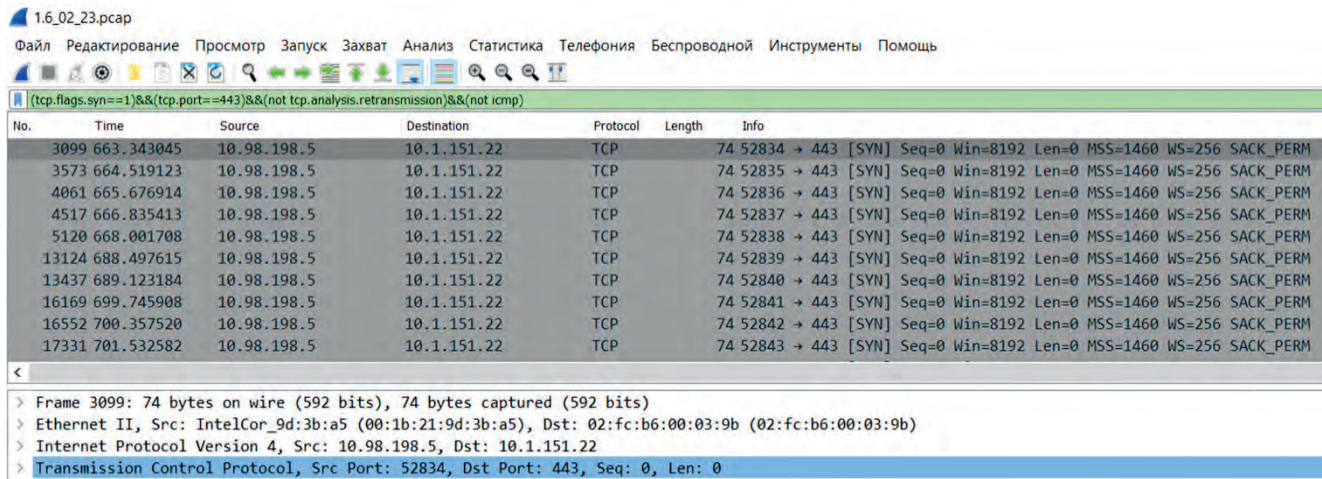 1.6_02_23.pcap
Файл Редактирование Просмотр Запуск Захват Анализ Статистика Телефония Беспроводной Инструменты Помощь
(tcp.flags.syn==1)&&(tcp.port==443)&&(not tcp.analysis.retransmission)&&(not icmp)
No. Time Source Destination Protocol Length Info
3099 663.343045 10.98.198.5 10.1.151.22 TCP 74 52834 → 443 [SYN] Seq=0 Win=8192 Len=0 MSS=1460 WS=256 SACK_PERM
3573 664.519123 10.98.198.5 10.1.151.22 TCP 74 52835 → 443 [SYN] Seq=0 Win=8192 Len=0 MSS=1460 WS=256 SACK_PERM
4061 665.676914 10.98.198.5 10.1.151.22 TCP 74 52836 → 443 [SYN] Seq=0 Win=8192 Len=0 MSS=1460 WS=256 SACK_PERM
4517 666.835413 10.98.198.5 10.1.151.22 TCP 74 52837 → 443 [SYN] Seq=0 Win=8192 Len=0 MSS=1460 WS=256 SACK_PERM
5120 668.001708 10.98.198.5 10.1.151.22 TCP 74 52838 → 443 [SYN] Seq=0 Win=8192 Len=0 MSS=1460 WS=256 SACK_PERM
13124 688.497615 10.98.198.5 10.1.151.22 TCP 74 52839 → 443 [SYN] Seq=0 Win=8192 Len=0 MSS=1460 WS=256 SACK_PERM
13437 689.123184 10.98.198.5 10.1.151.22 TCP 74 52840 → 443 [SYN] Seq=0 Win=8192 Len=0 MSS=1460 WS=256 SACK_PERM
16169 699.745908 10.98.198.5 10.1.151.22 TCP 74 52841 → 443 [SYN] Seq=0 Win=8192 Len=0 MSS=1460 WS=256 SACK_PERM
16552 700.357520 10.98.198.5 10.1.151.22 TCP 74 52842 → 443 [SYN] Seq=0 Win=8192 Len=0 MSS=1460 WS=256 SACK_PERM
17331 701.532582 10.98.198.5 10.1.151.22 TCP 74 52843 → 443 [SYN] Seq=0 Win=8192 Len=0 MSS=1460 WS=256 SACK_PERM
> Frame 3099: 74 bytes on wire (592 bits), 74 bytes captured (592 bits)
> Ethernet II, Src: IntelCor_9d:3b:a5 (00:1b:21:9d:3b:a5), Dst: 02:fc:b6:00:03:9b (02:fc:b6:00:03:9b)
> Internet Protocol Version 4, Src: 10.98.198.5, Dst: 10.1.151.22
> Transmission Control Protocol, Src Port: 52834, Dst Port: 443, Seq: 0, Len: 0